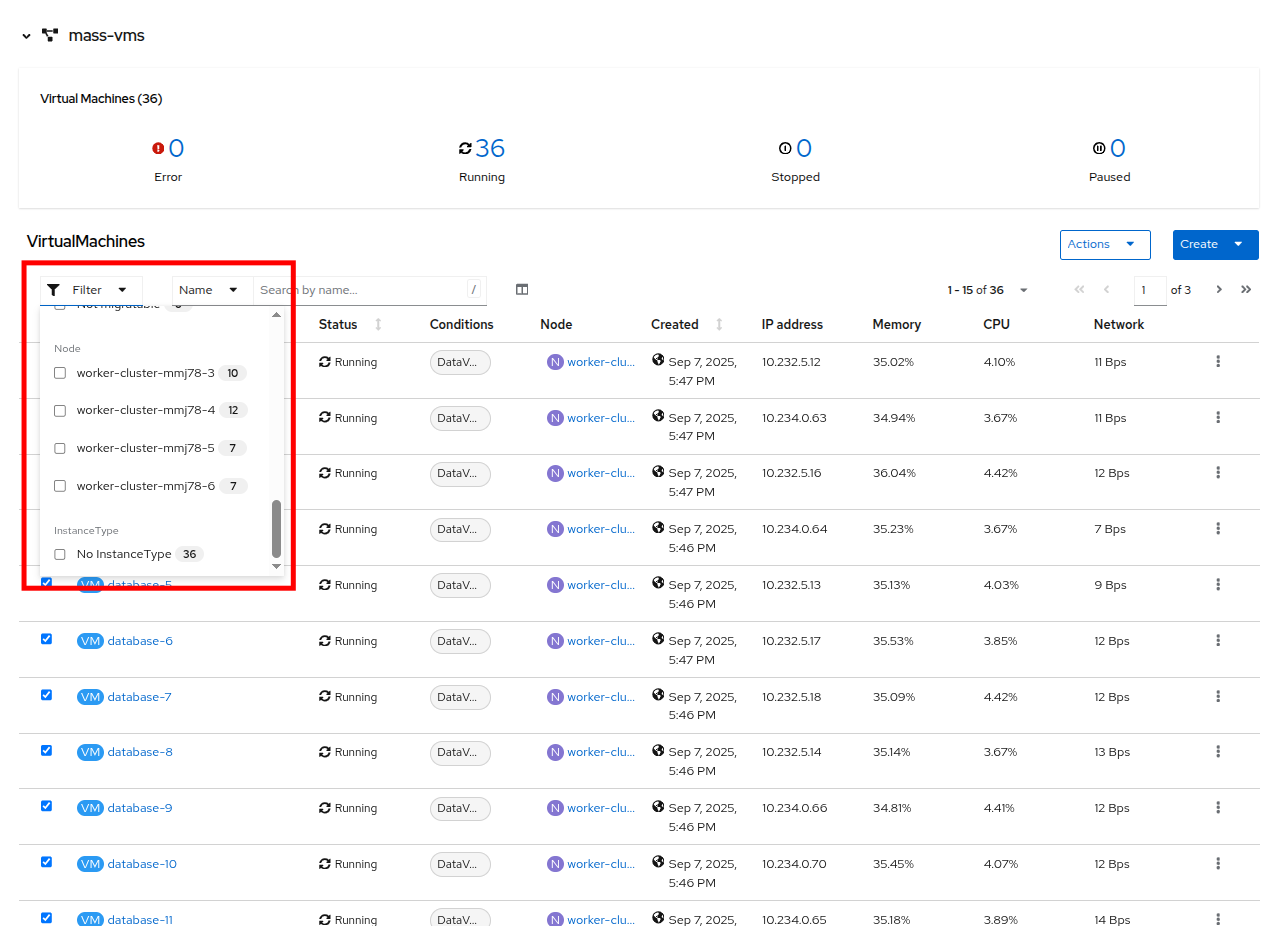 mass-vms
Virtual Machines (36)
0 36 0 0
Error Running Stopped Paused
VirtualMachines
Actions Create
Filter Name Search by name... / 1 - 15 of 36 1 of 3
Status Conditions Node Created IP address Memory CPU Network
Not migratable
Node
worker-cluster-mmj78-3 10
worker-cluster-mmj78-4 12
worker-cluster-mmj78-5 7
worker-cluster-mmj78-6 7
InstanceType
No InstanceType 36
Running DataV... N worker-clu... Sep 7, 2025, 10.232.5.12 35.02% 4.10% 11 Bps
5:47 PM
Running DataV... N worker-clu... Sep 7, 2025, 10.234.0.63 34.94% 3.67% 11 Bps
5:47 PM
Running DataV... N worker-clu... Sep 7, 2025, 10.232.5.16 36.04% 4.42% 12 Bps
5:47 PM
Running DataV... N worker-clu... Sep 7, 2025, 10.234.0.64 35.23% 3.67% 7 Bps
5:46 PM
VM database-5 Running DataV... N worker-clu... Sep 7, 2025, 10.232.5.13 35.13% 4.03% 9 Bps
5:46 PM
VM database-6 Running DataV... N worker-clu... Sep 7, 2025, 10.232.5.17 35.53% 3.85% 12 Bps
5:47 PM
VM database-7 Running DataV... N worker-clu... Sep 7, 2025, 10.232.5.18 35.09% 4.42% 12 Bps
5:46 PM
VM database-8 Running DataV... N worker-clu... Sep 7, 2025, 10.232.5.14 35.14% 3.67% 13 Bps
5:46 PM
VM database-9 Running DataV... N worker-clu... Sep 7, 2025, 10.234.0.66 34.81% 4.41% 12 Bps
5:46 PM
VM database-10 Running DataV... N worker-clu... Sep 7, 2025, 10.234.0.70 35.45% 4.07% 12 Bps
5:46 PM
VM database-11 Running DataV... N worker-clu... Sep 7, 2025, 10.234.0.65 35.18% 3.89% 14 Bps